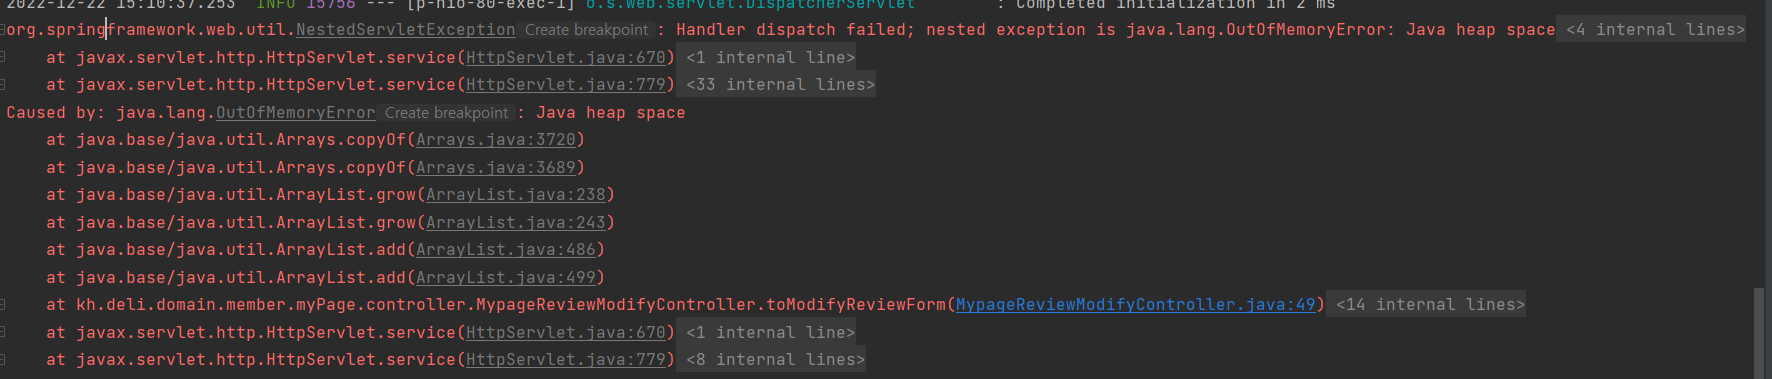 2022-12-22 15:10:37.253  INFO 15756 --- [p-nio-80-exec-1] o.s.web.servlet.DispatcherServlet        : Completed initialization in 2 ms
org.springframework.web.util.NestedServletException Create breakpoint : Handler dispatch failed; nested exception is java.lang.OutOfMemoryError: Java heap space <4 internal lines>
    at javax.servlet.http.HttpServlet.service(HttpServlet.java:670) <1 internal line>
    at javax.servlet.http.HttpServlet.service(HttpServlet.java:779) <33 internal lines>
Caused by: java.lang.OutOfMemoryError Create breakpoint : Java heap space
    at java.base/java.util.Arrays.copyOf(Arrays.java:3720)
    at java.base/java.util.Arrays.copyOf(Arrays.java:3689)
    at java.base/java.util.ArrayList.grow(ArrayList.java:238)
    at java.base/java.util.ArrayList.grow(ArrayList.java:243)
    at java.base/java.util.ArrayList.add(ArrayList.java:486)
    at java.base/java.util.ArrayList.add(ArrayList.java:499)
    at kh.deli.domain.member.myPage.controller.MypageReviewModifyController.toModifyReviewForm(MypageReviewModifyController.java:49) <14 internal lines>
    at javax.servlet.http.HttpServlet.service(HttpServlet.java:670) <1 internal line>
    at javax.servlet.http.HttpServlet.service(HttpServlet.java:779) <8 internal lines>